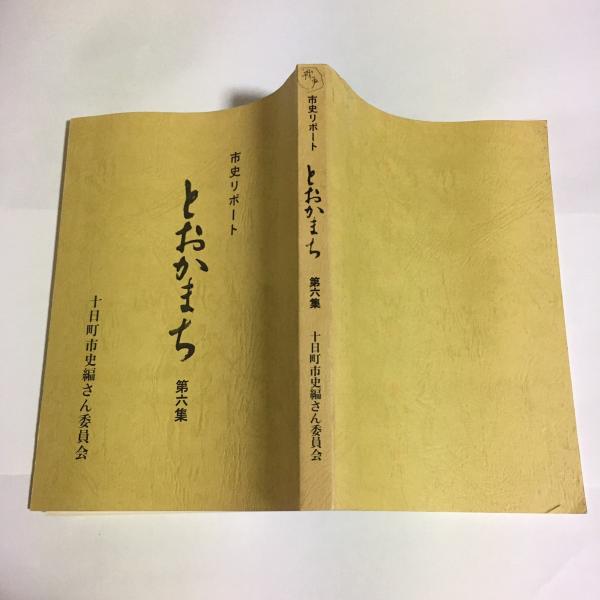 市史リポート
とおかまち
第六集
十日町市史編さん委員会
市史リポート
とおかまち
第六集
十日町市史編さん委員会